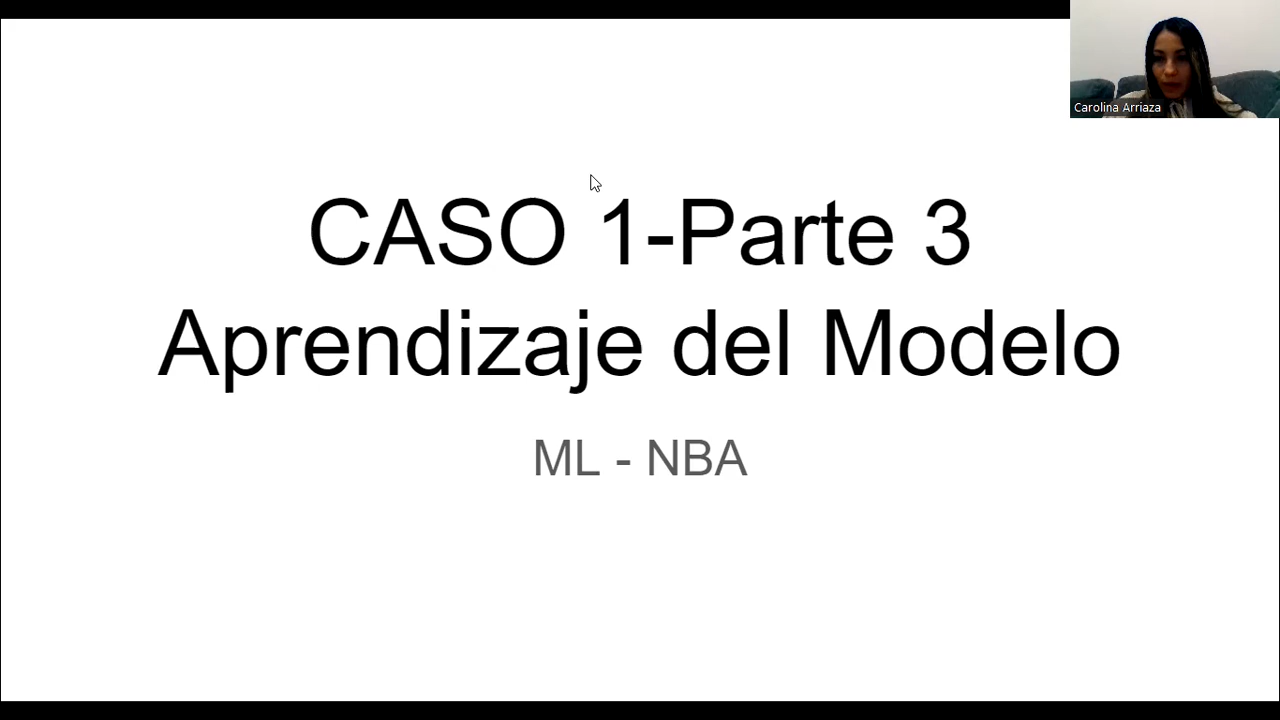 Carolina Arriaza
CASO 1-Parte 3
Aprendizaje del Modelo
ML - NBA